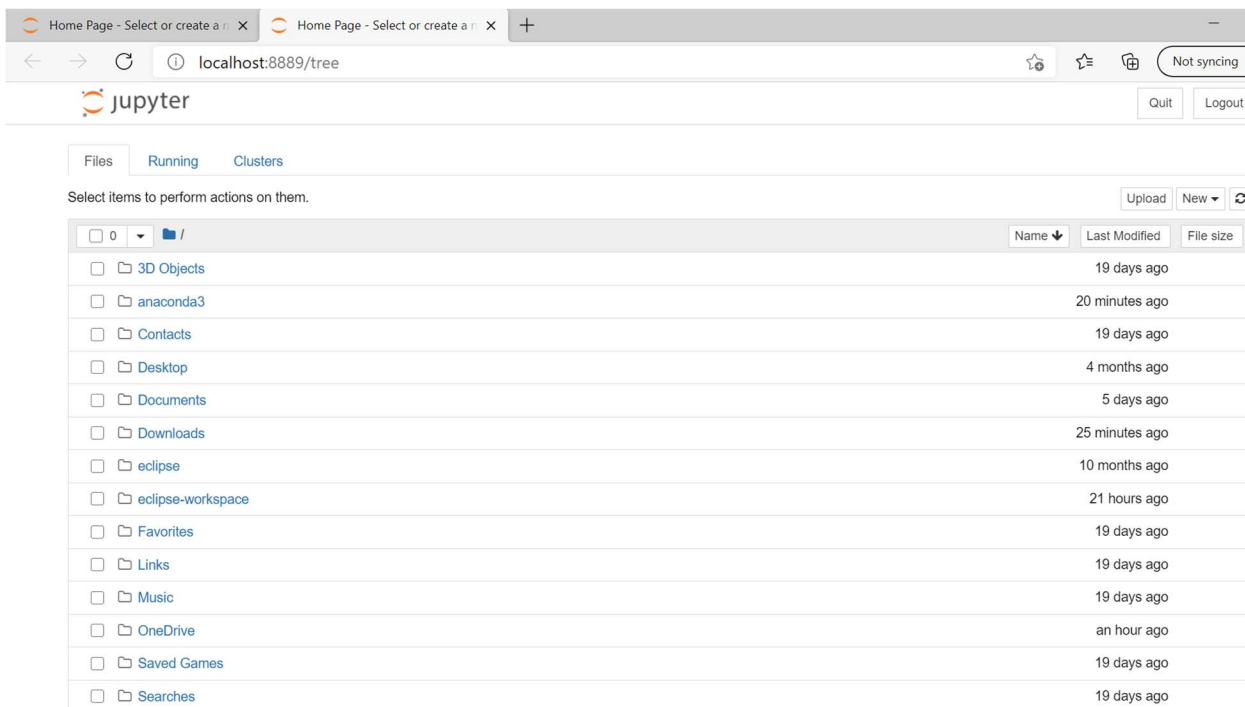 Home Page - Select or create a n Home Page - Select or create a n
localhost:8889/tree Not syncing
jupyter Quit Logout
Files Running Clusters
Select items to perform actions on them. Upload New
0 / Name Last Modified File size
3D Objects 19 days ago
anaconda3 20 minutes ago
Contacts 19 days ago
Desktop 4 months ago
Documents 5 days ago
Downloads 25 minutes ago
eclipse 10 months ago
eclipse-workspace 21 hours ago
Favorites 19 days ago
Links 19 days ago
Music 19 days ago
OneDrive an hour ago
Saved Games 19 days ago
Searches 19 days ago